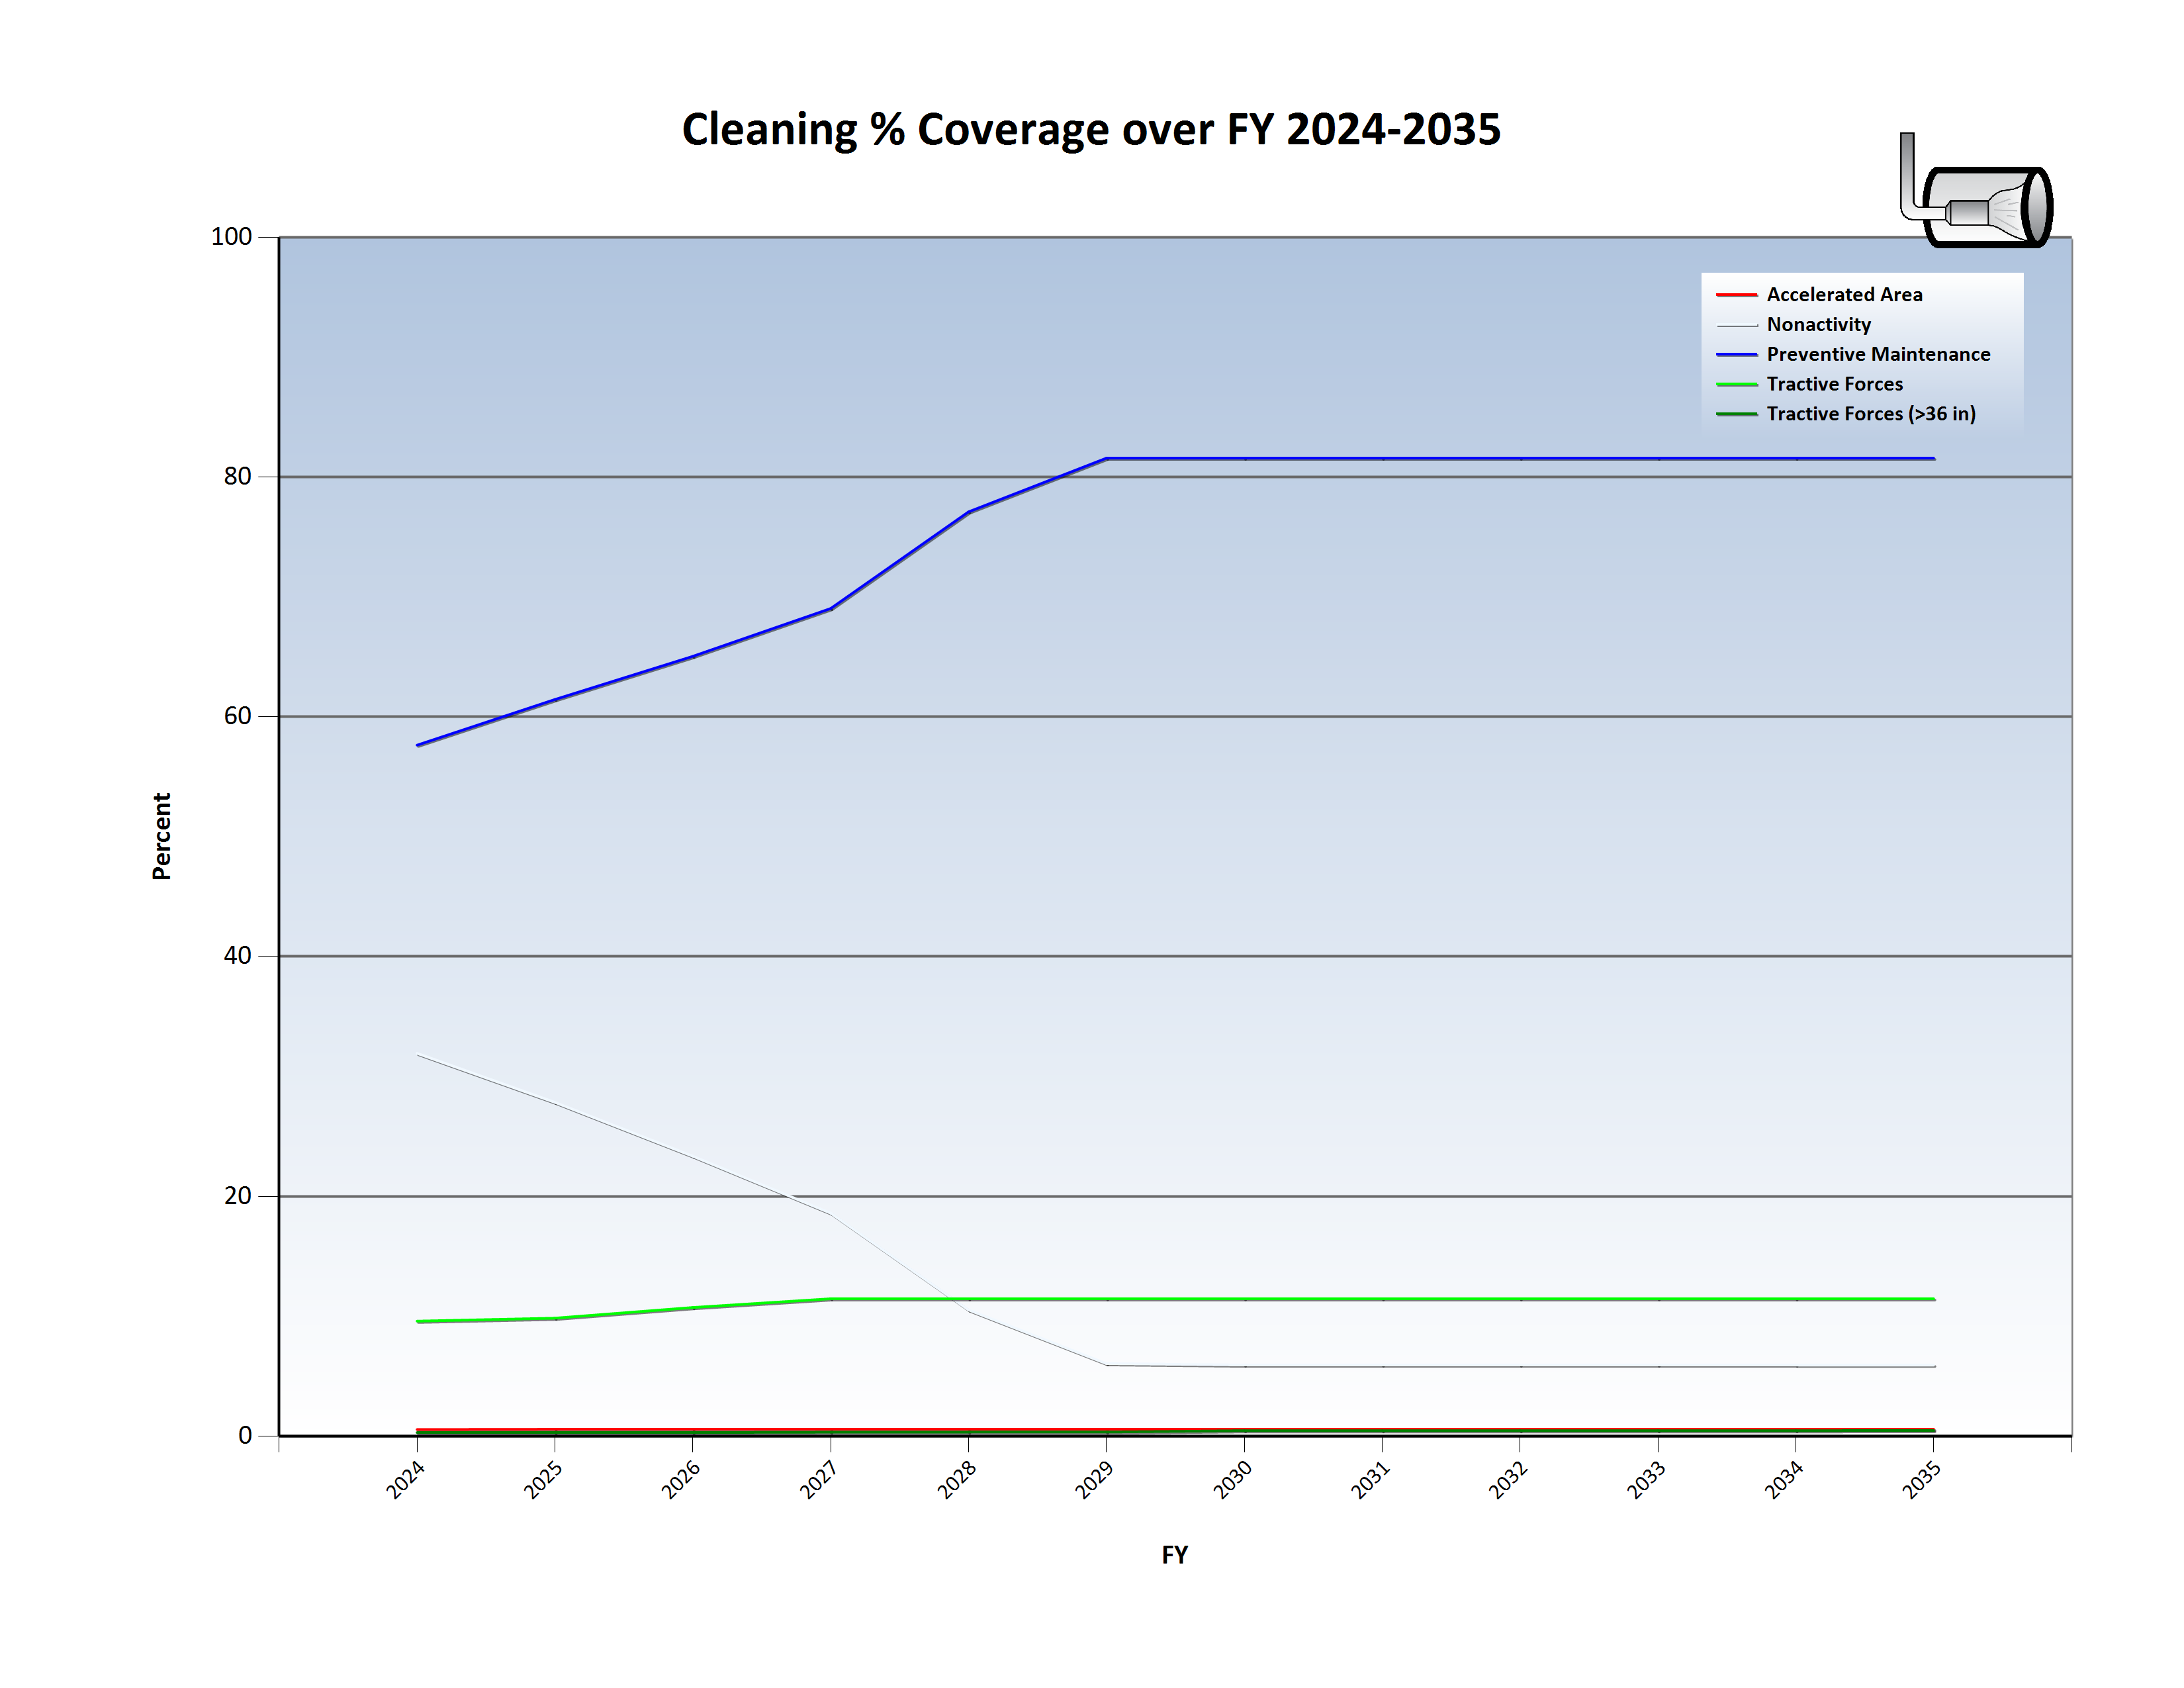 Cleaning % Coverage over FY 2024-2035
100
Accelerated Area
Nonactivity
Preventive Maintenance
Tractive Forces
Tractive Forces (>36 in)
80
60
Percent
40
20
0
2024
2025
2026
2027
2028
2029
2030
2031
2032
2033
2034
2035
FY